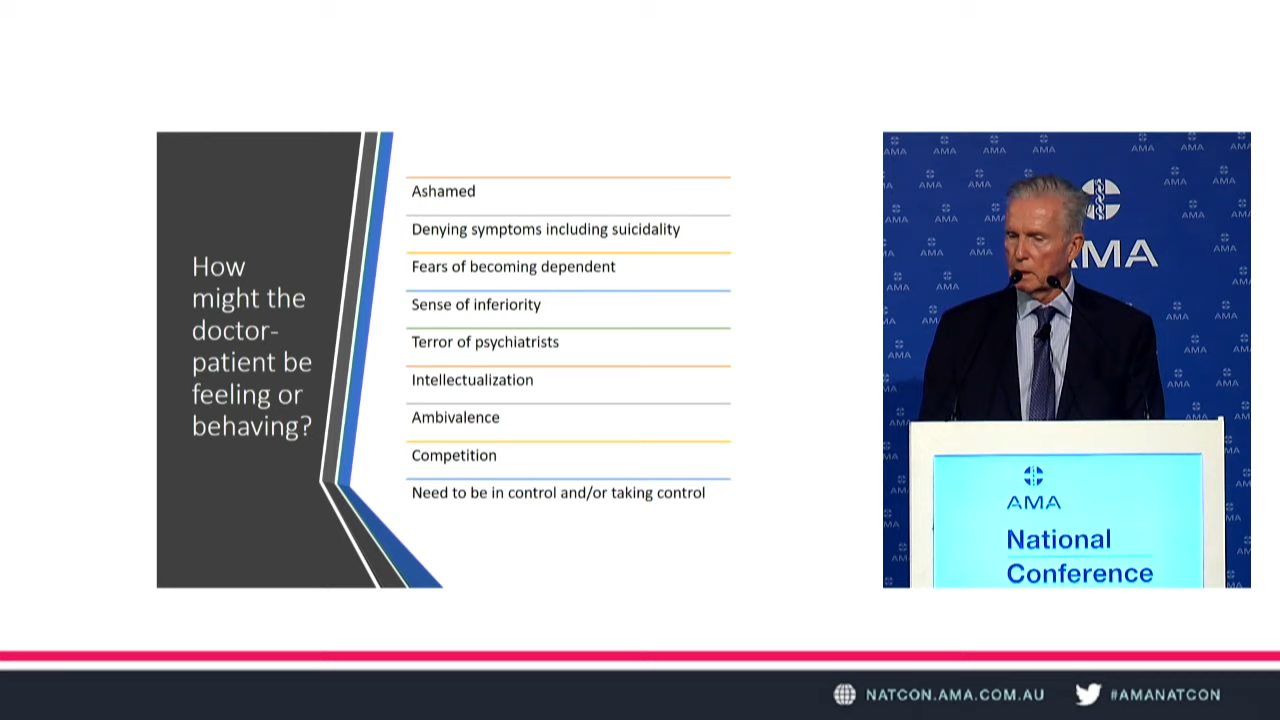 How
might the
doctor-
patient be
feeling or
behaving?
Ashamed
Denying symptoms including suicidality
Fears of becoming dependent
Sense of inferiority
Terror of psychiatrists
Intellectualization
Ambivalence
Competition
Need to be in control and/or taking control
AMA
AMA
National
Conference
NATCON.AMA.COM.AU
#AMANATCON